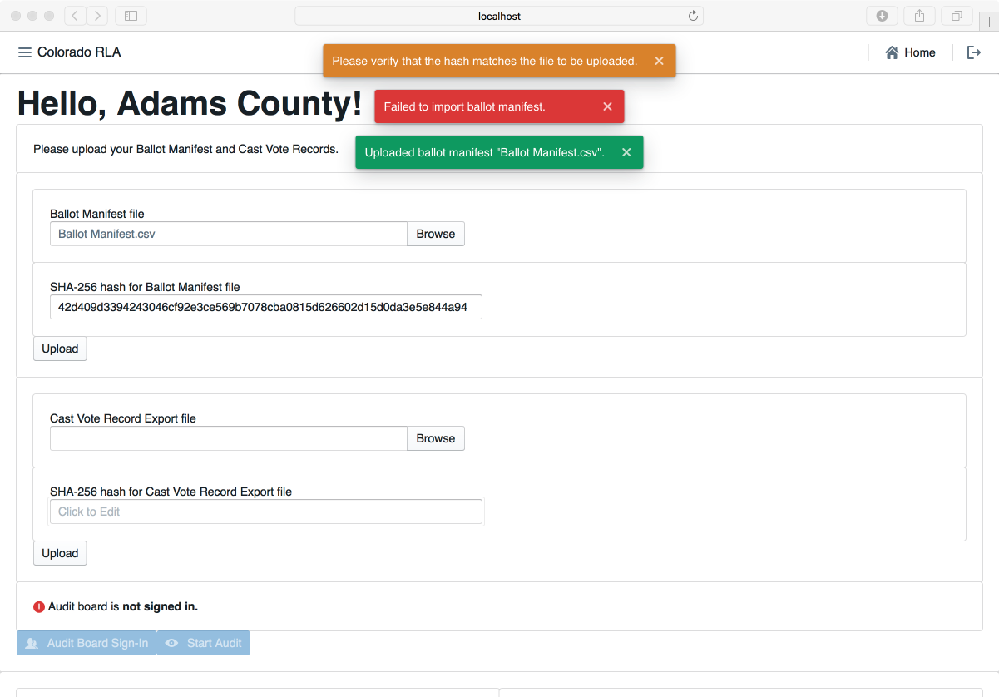 localhost
Colorado RLA
Home
Please verify that the hash matches the file to be uploaded.
Hello, Adams County!
Failed to import ballot manifest.
Please upload your Ballot Manifest and Cast Vote Records.
Uploaded ballot manifest "Ballot Manifest.csv".
Ballot Manifest file
Ballot Manifest.csv
Browse
SHA-256 hash for Ballot Manifest file
42d409d3394243046cf92e3ce569b7078cba0815d626602d15d0da3e5e844a94
Upload
Cast Vote Record Export file
Browse
SHA-256 hash for Cast Vote Record Export file
Click to Edit
Upload
Audit board is not signed in.
Audit Board Sign-In
Start Audit